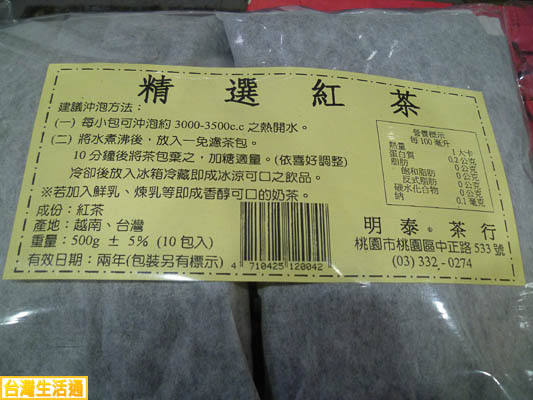 精選紅茶
建議沖泡方法：
(一) 每小包可沖泡約 3000-3500c.c 之熱開水。
(二) 將水煮沸後，放入一免濾茶包。
10 分鐘後將茶包棄之，加糖適量。(依喜好調整)
冷卻後放入冰箱冷藏即成冰涼可口之飲品。
※若加入鮮乳、煉乳等即成香醇可口的奶茶。
成份：紅茶
產地：越南、台灣
重量：500g ± 5% (10 包入)
有效日期：兩年(包裝另有標示)
4 710425 120042
營養標示
每 100 毫升
熱量 1 大卡
蛋白質 0.2 公克
脂肪 0 公克
飽和脂肪 0 公克
反式脂肪 0 公克
碳水化合物 0 公克
鈉 0.1 毫克
明泰®茶行
桃園市桃園區中正路 533 號
(03) 332-0274
台灣生活通